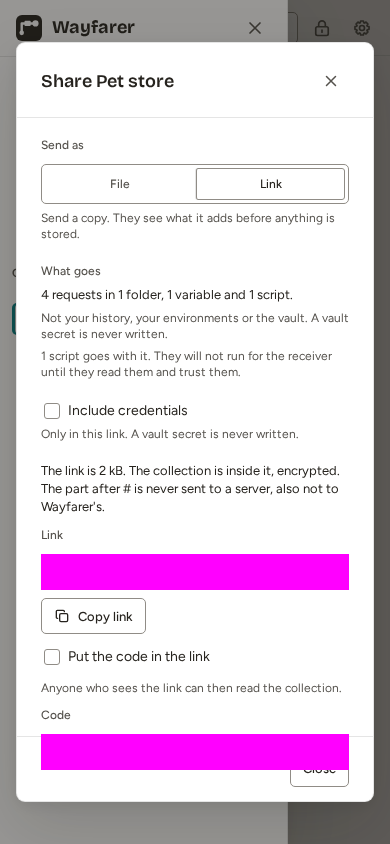 Wayfarer
Share Pet store
Send as
File
Link
Send a copy. They see what it adds before anything is
stored.
What goes
4 requests in 1 folder, 1 variable and 1 script.
Not your history, your environments or the vault. A vault
secret is never written.
1 script goes with it. They will not run for the receiver
until they read them and trust them.
Include credentials
Only in this link. A vault secret is never written.
The link is 2 kB. The collection is inside it, encrypted.
The part after # is never sent to a server, also not to
Wayfarer's.
Link
Copy link
Put the code in the link
Anyone who sees the link can then read the collection.
Code
Close